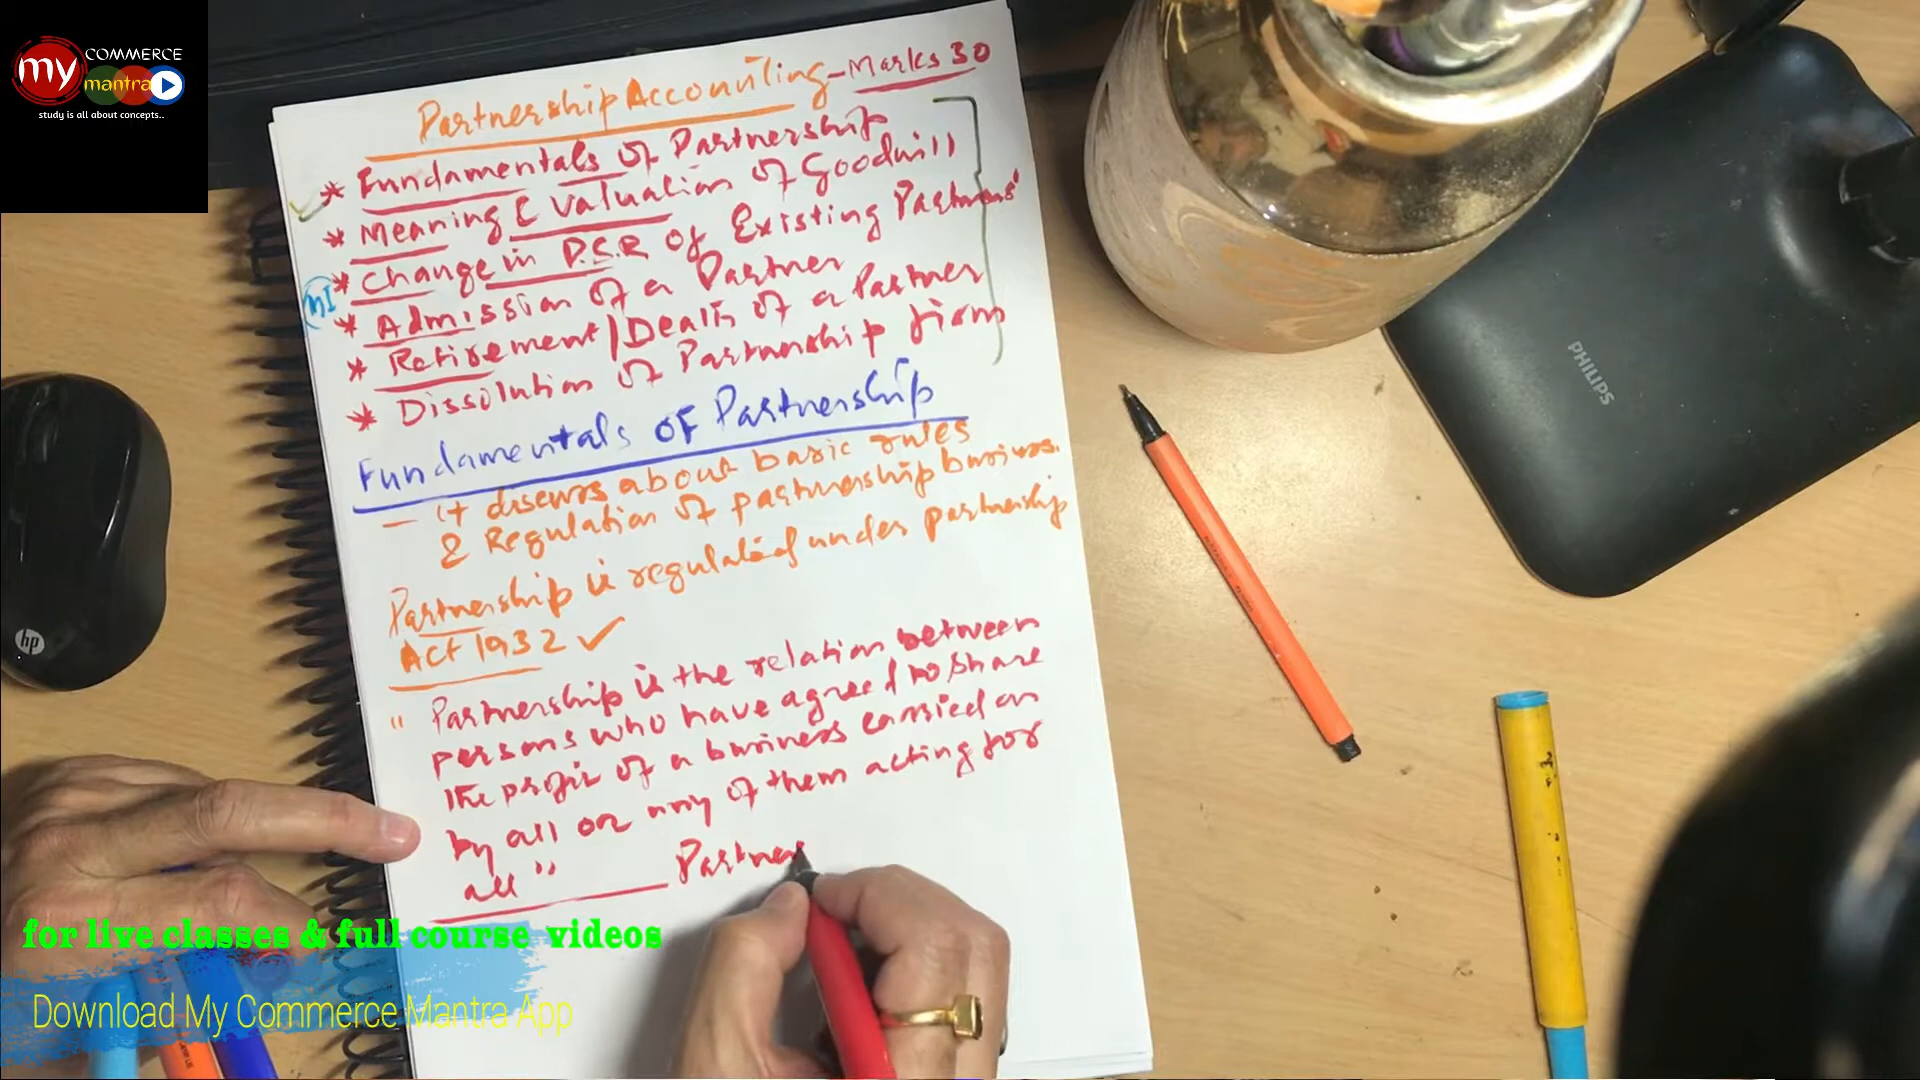 my
COMMERCE
mantra
study is all about concepts..
Partnership Accounting - Marks 30
* Fundamentals of Partnership
* Meaning & Valuation of Goodwill
* Change in P.S.R of Existing Partners'
* Admission of a Partner
* Retirement / Death of a Partner
* Dissolution of Partnership firm
Fundamentals of Partnership
- it discuss about basic rules
& Regulation of partnership business.
Partnership is regulated under partnership
Act 1932 ✓
" Partnership is the relation between
persons who have agreed to share
the profit of a business carried on
by all or any of them acting for
all "
Partner
for live classes & full course videos
Download My Commerce Mantra App
hp
PHILIPS